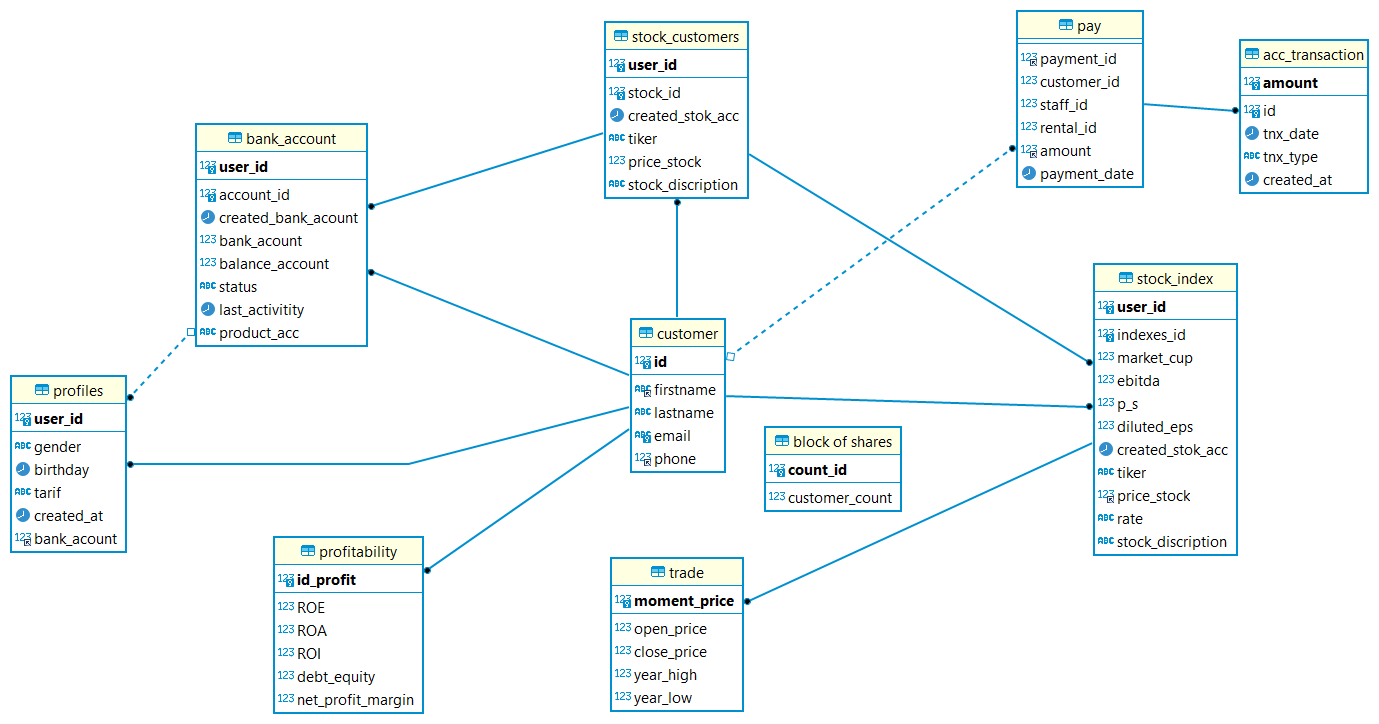 stock_customers
user_id
stock_id
created_stok_acc
tiker
price_stock
stock_discription
pay
payment_id
customer_id
staff_id
rental_id
amount
payment_date
acc_transaction
amount
id
tnx_date
tnx_type
created_at
bank_account
user_id
account_id
created_bank_acount
bank_acount
balance_account
status
last_activitity
product_acc
stock_index
user_id
indexes_id
market_cup
ebitda
p_s
diluted_eps
created_stok_acc
tiker
price_stock
rate
stock_discription
customer
id
firstname
lastname
email
phone
profiles
user_id
gender
birthday
tarif
created_at
bank_acount
block of shares
count_id
customer_count
profitability
id_profit
ROE
ROA
ROI
debt_equity
net_profit_margin
trade
moment_price
open_price
close_price
year_high
year_low